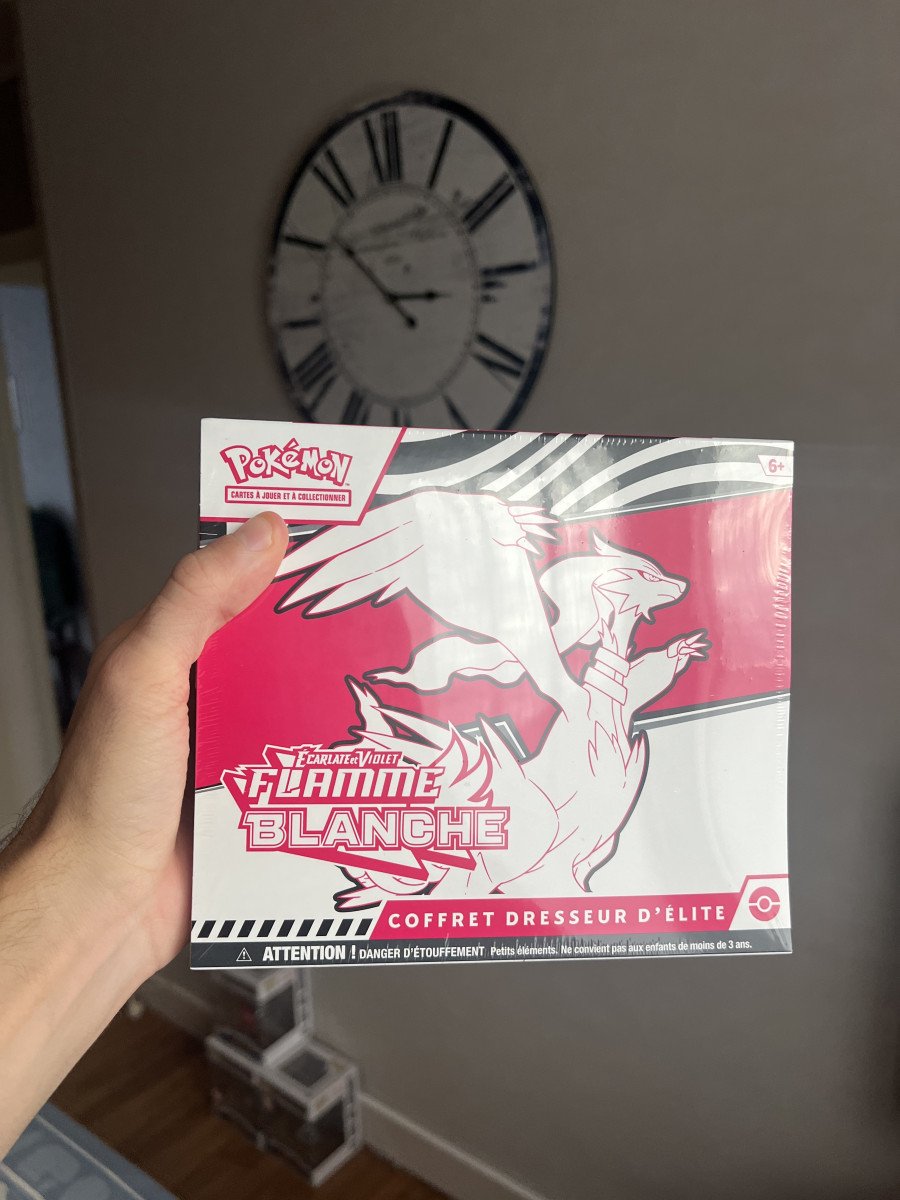 POKéMON
CARTES À JOUER ET À COLLECTIONNER
6+
ÉCARLATE ET VIOLET
FLAMME
BLANCHE
COFFRET DRESSEUR D'ÉLITE
ATTENTION ! DANGER D'ÉTOUFFEMENT Petits éléments. Ne convient pas aux enfants de moins de 3 ans.